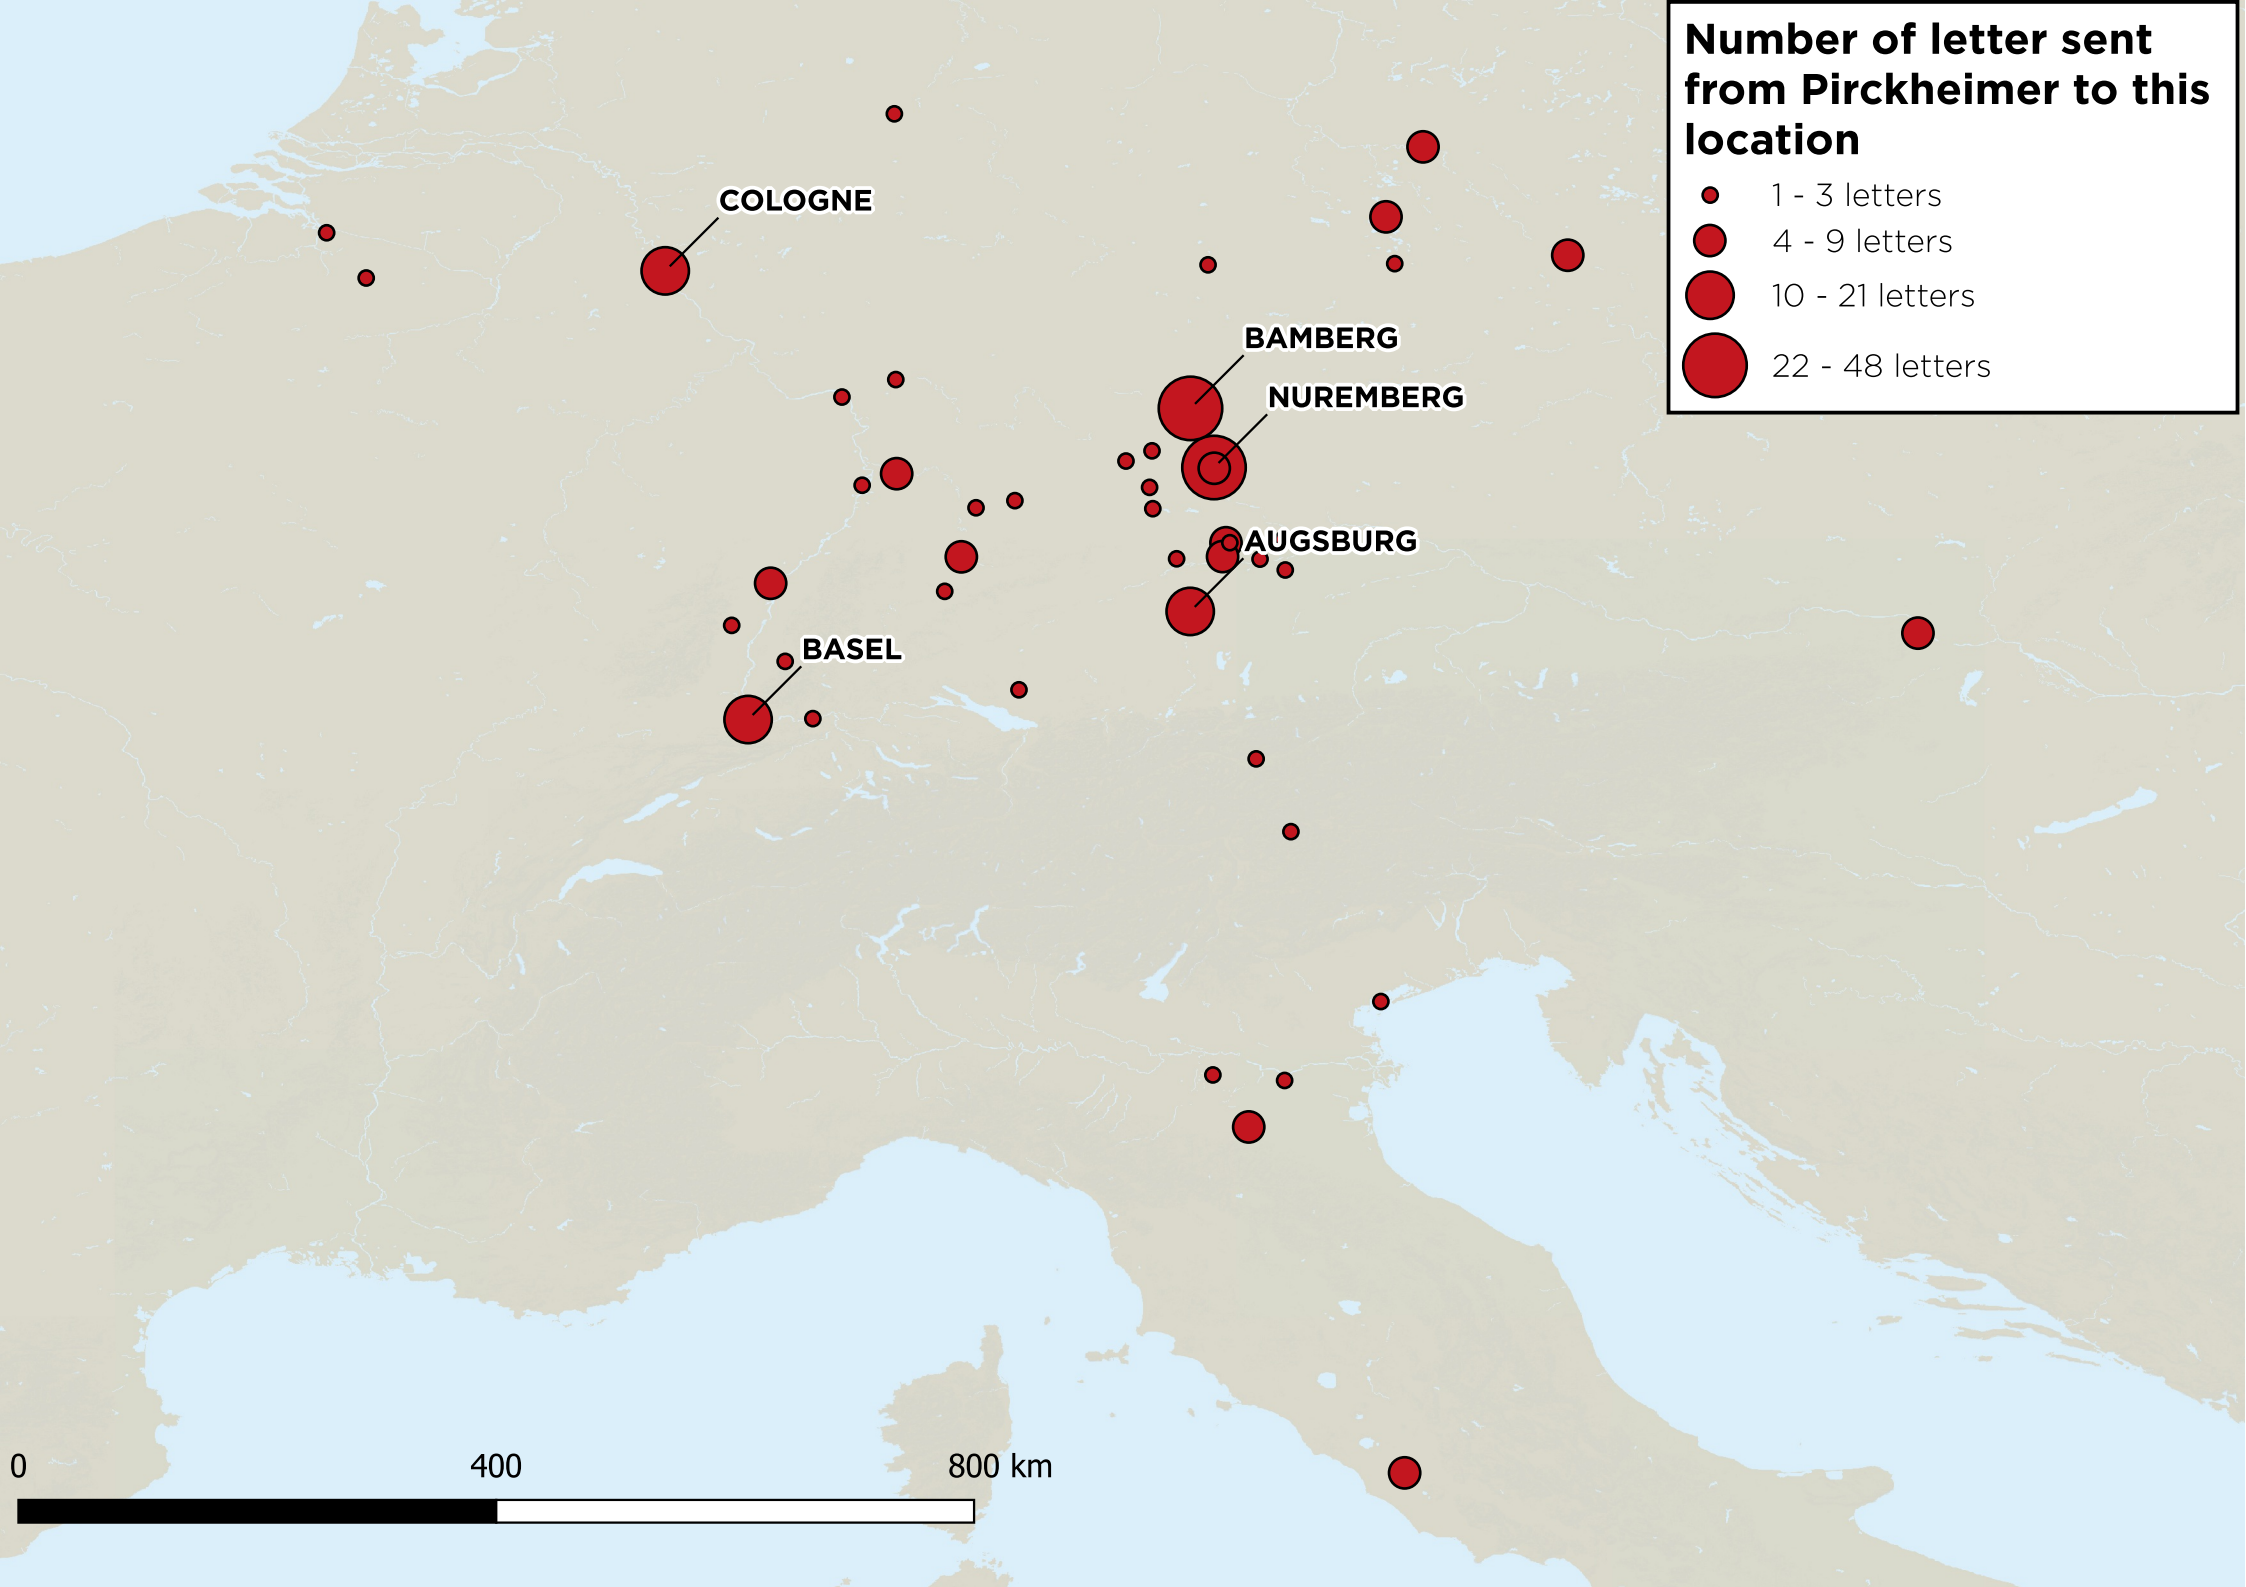 Number of letter sent
from Pirckheimer to this
location
1 - 3 letters
4 - 9 letters
10 - 21 letters
22 - 48 letters
COLOGNE
BAMBERG
NUREMBERG
AUGSBURG
BASEL
0 400 800 km